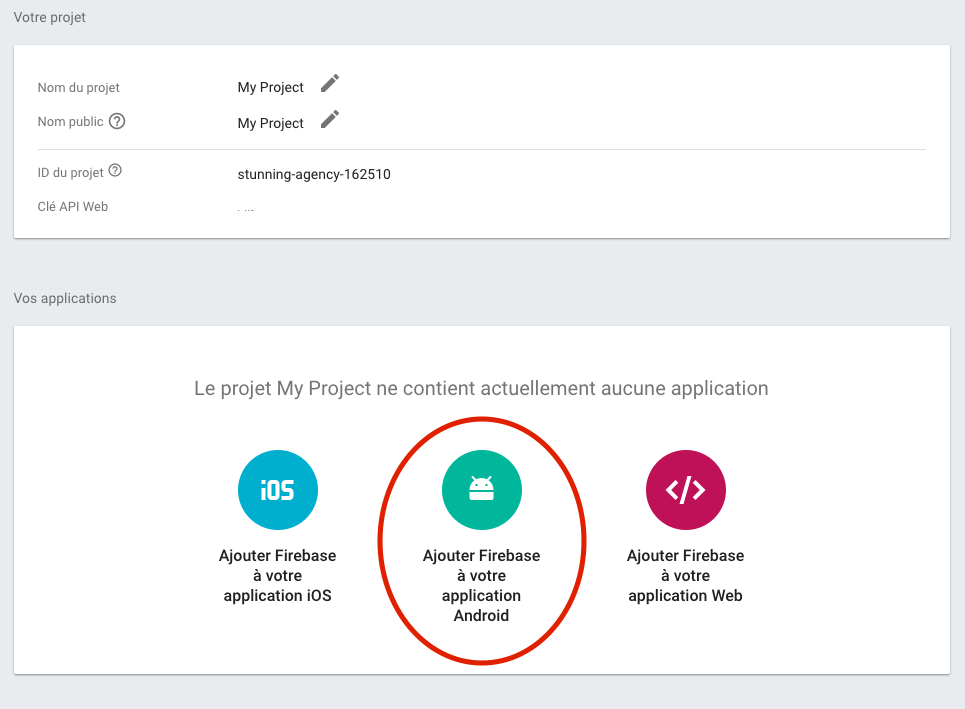 Votre projet
Nom du projet My Project
Nom public My Project
ID du projet stunning-agency-162510
Clé API Web
Vos applications
Le projet My Project ne contient actuellement aucune application
iOS
</>
Ajouter Firebase
à votre
application iOS
Ajouter Firebase
à votre
application
Android
Ajouter Firebase
à votre
application Web